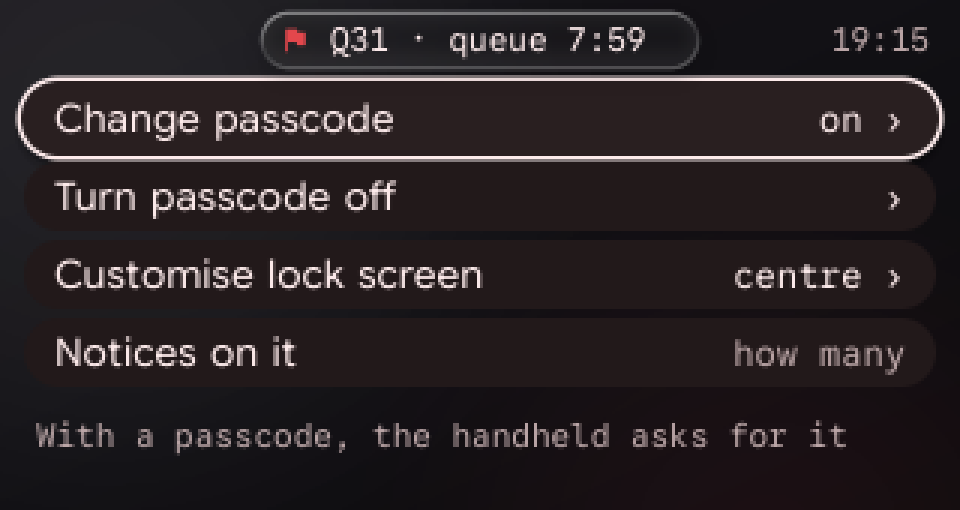 Q31 · queue 7:59
19:15
Change passcode on ›
Turn passcode off ›
Customise lock screen centre ›
Notices on it how many
With a passcode, the handheld asks for it